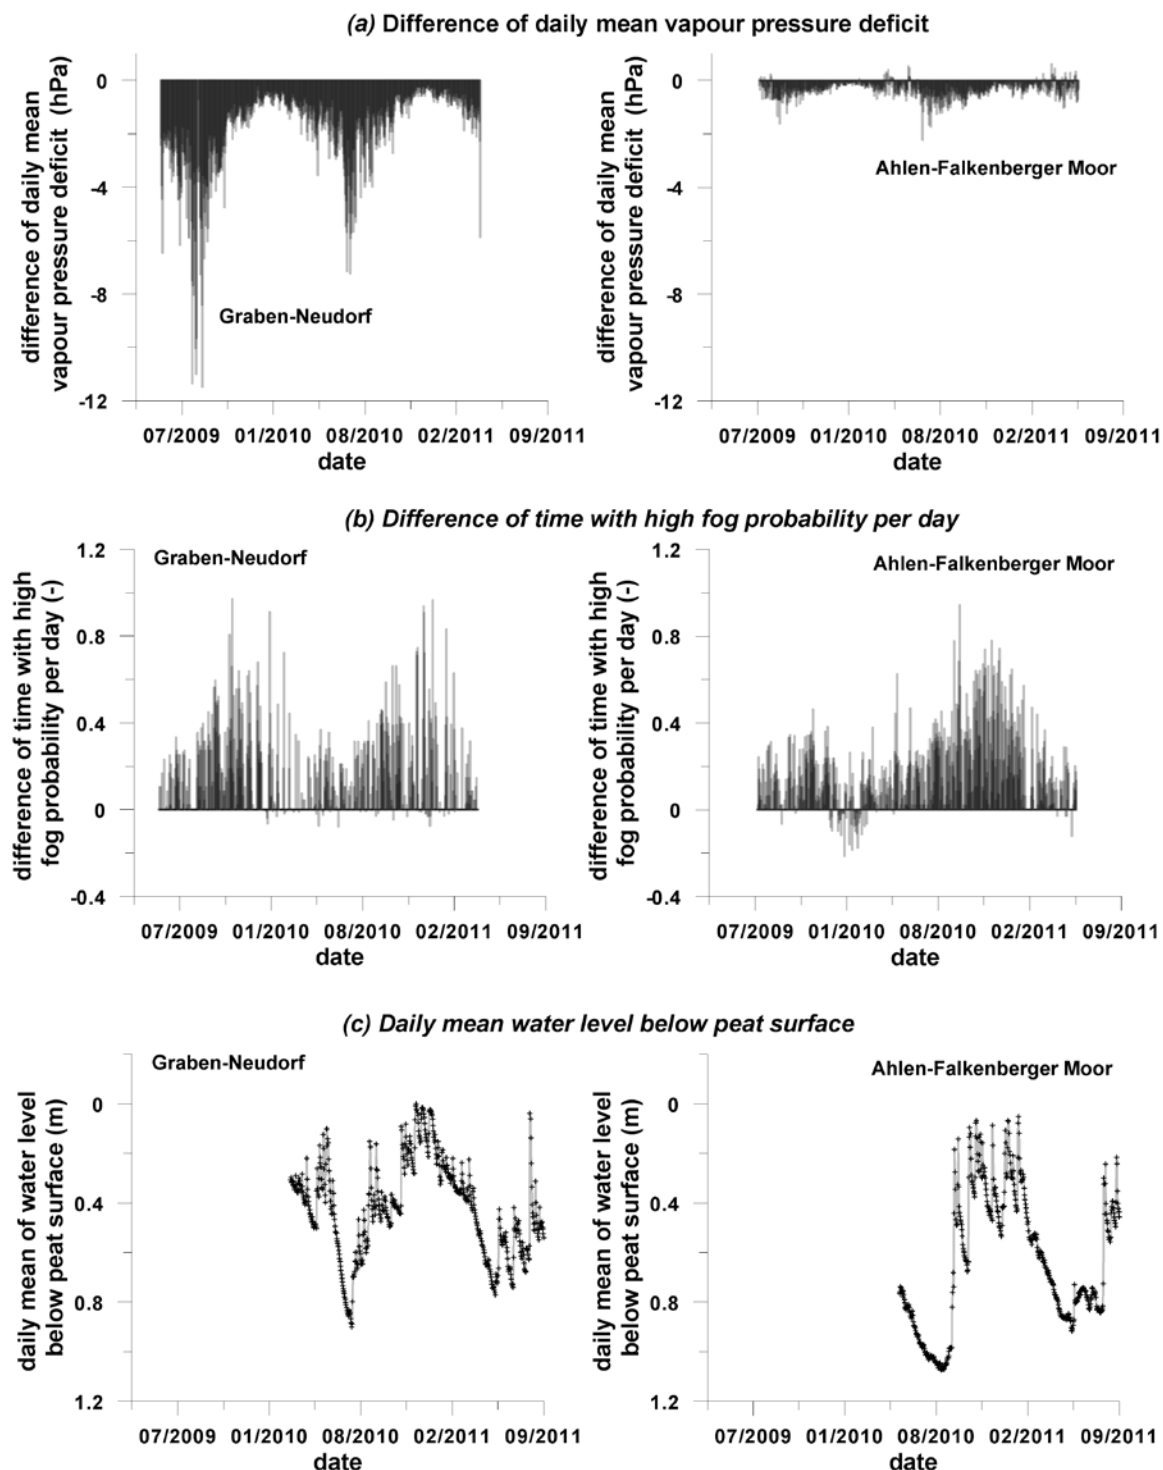 (a) Difference of daily mean vapour pressure deficit
difference of daily mean
vapour pressure deficit (hPa)
0
-4
-8
-12
Graben-Neudorf
07/2009 01/2010 08/2010 02/2011 09/2011
date
difference of daily mean
vapour pressure deficit (hPa)
0
-4
-8
-12
Ahlen-Falkenberger Moor
07/2009 01/2010 08/2010 02/2011 09/2011
date
(b) Difference of time with high fog probability per day
difference of time with high
fog probability per day (-)
Graben-Neudorf
1.2
0.8
0.4
0
-0.4
07/2009 01/2010 08/2010 02/2011 09/2011
date
difference of time with high
fog probability per day (-)
Ahlen-Falkenberger Moor
1.2
0.8
0.4
0
-0.4
07/2009 01/2010 08/2010 02/2011 09/2011
date
(c) Daily mean water level below peat surface
daily mean of water level
below peat surface (m)
Graben-Neudorf
0
0.4
0.8
1.2
07/2009 01/2010 08/2010 02/2011 09/2011
date
daily mean of water level
below peat surface (m)
Ahlen-Falkenberger Moor
0
0.4
0.8
1.2
07/2009 01/2010 08/2010 02/2011 09/2011
date